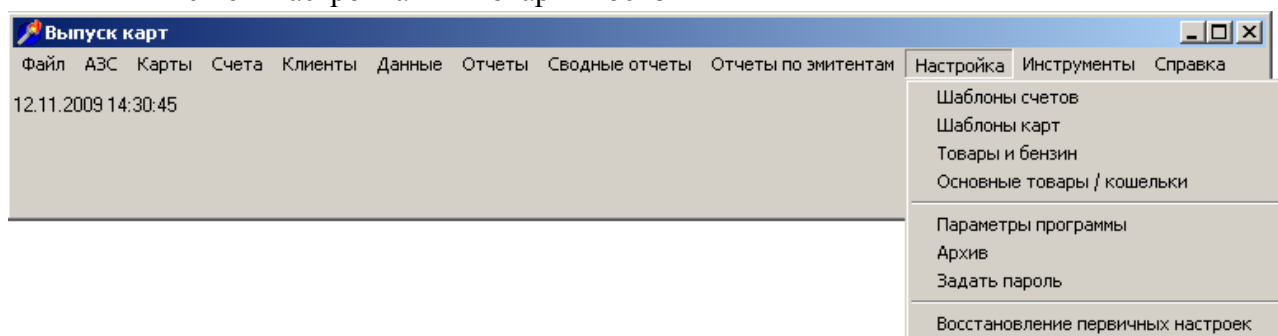 Выпуск карт
Файл АЗС Карты Счета Клиенты Данные Отчеты Сводные отчеты Отчеты по эмитентам Настройка Инструменты Справка
12.11.2009 14:30:45
Шаблоны счетов
Шаблоны карт
Товары и бензин
Основные товары / кошельки
Параметры программы
Архив
Задать пароль
Восстановление первичных настроек